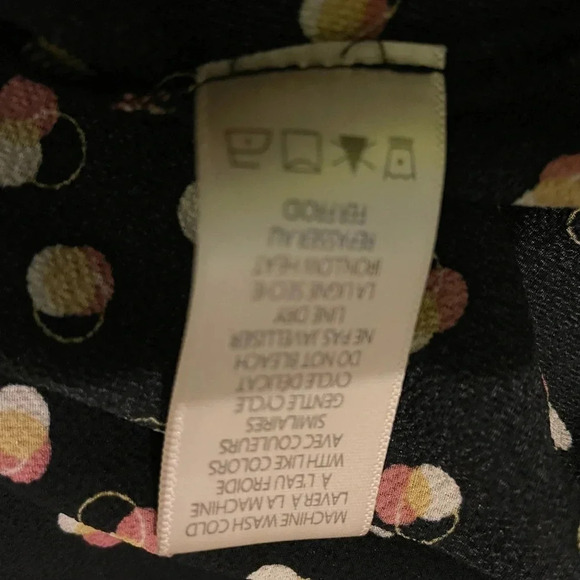 MACHINE WASH COLD
LAVER À LA MACHINE
À L'EAU FROIDE
WITH LIKE COLORS
AVEC COULEURS
SIMILAIRES
GENTLE CYCLE
CYCLE DELICAT
DO NOT BLEACH
NE PAS JAVELLISER
LINE DRY
LA LIGNE SECHE
IRON LOW HEAT
REPASSER AU
FER FROID